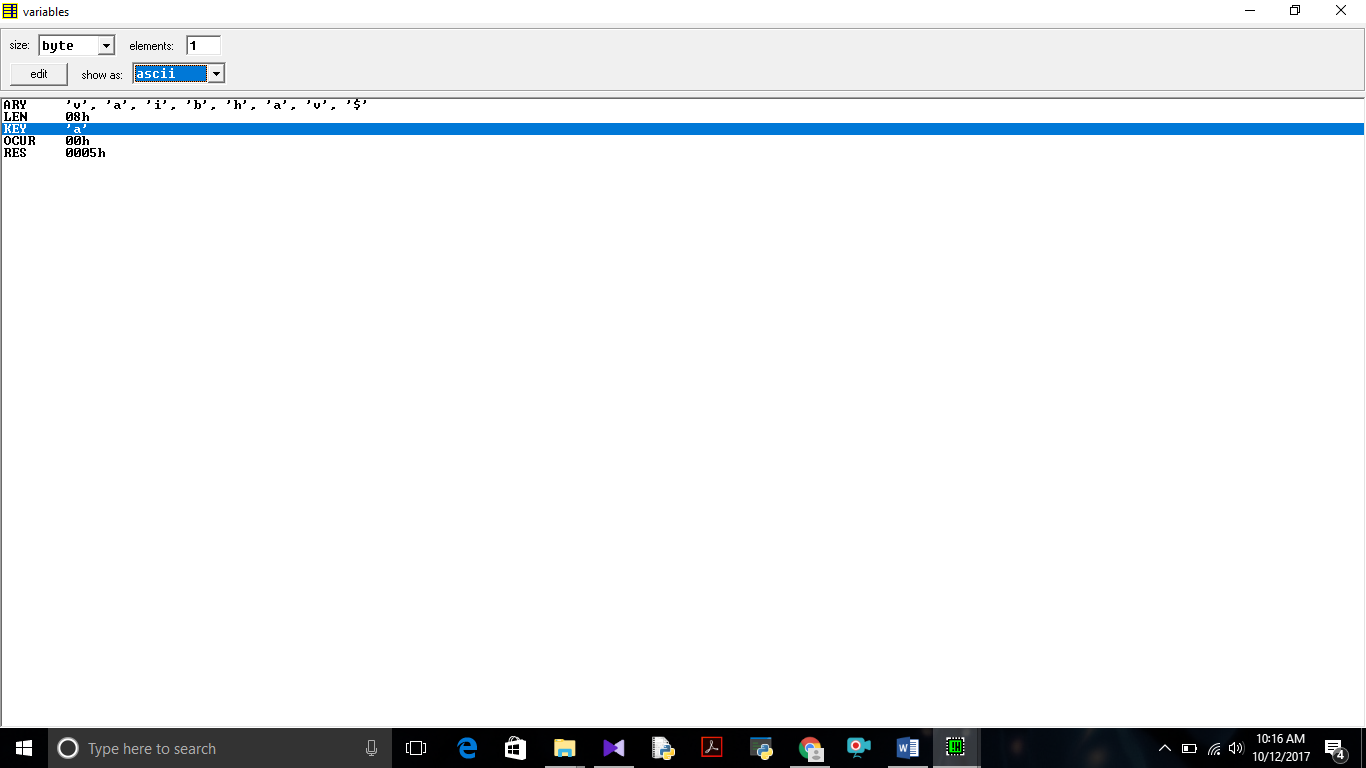 variables
size: byte elements: 1
edit show as: ascii
ARY 'v', 'a', 'i', 'b', 'h', 'a', 'v', '$'
LEN 08h
KEY 'a'
OCUR 00h
RES 0005h
Type here to search
10:16 AM
10/12/2017
4